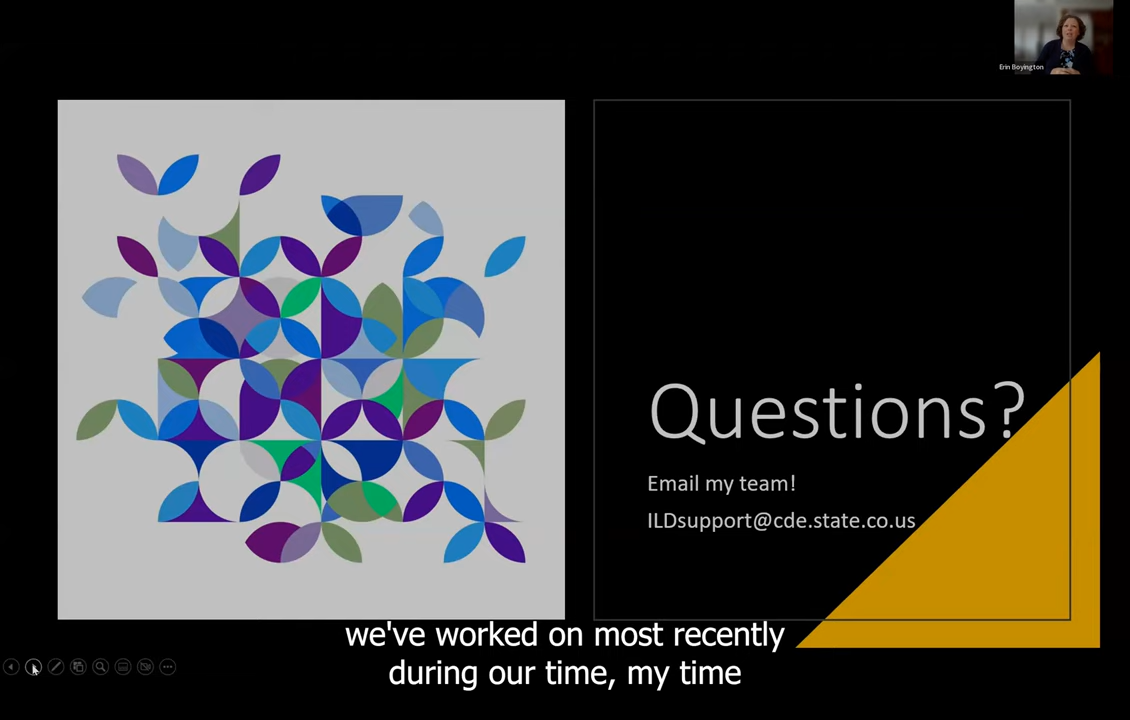 Erin Boyington
Questions?
Email my team!
ILDsupport@cde.state.co.us
we've worked on most recently
during our time, my time